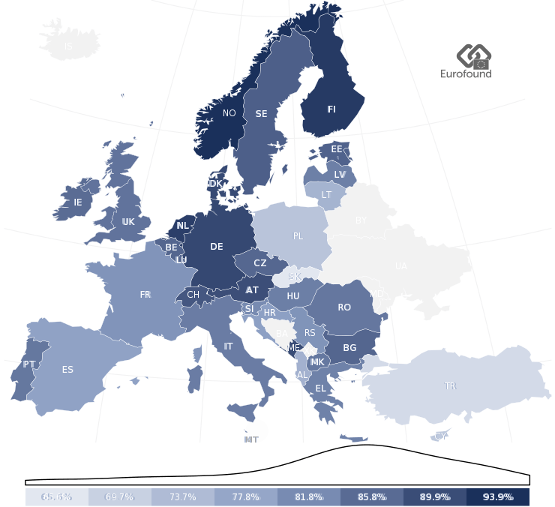 IS
Eurofound
NO
SE
FI
EE
LV
LT
DK
IE
UK
NL
BE
LU
DE
PL
BY
UA
CZ
SK
FR
CH
AT
HU
SI
HR
RO
RS
ME
BG
IT
MK
AL
PT
ES
EL
TR
MT
CY
65.6% 69.7% 73.7% 77.8% 81.8% 85.8% 89.9% 93.9%